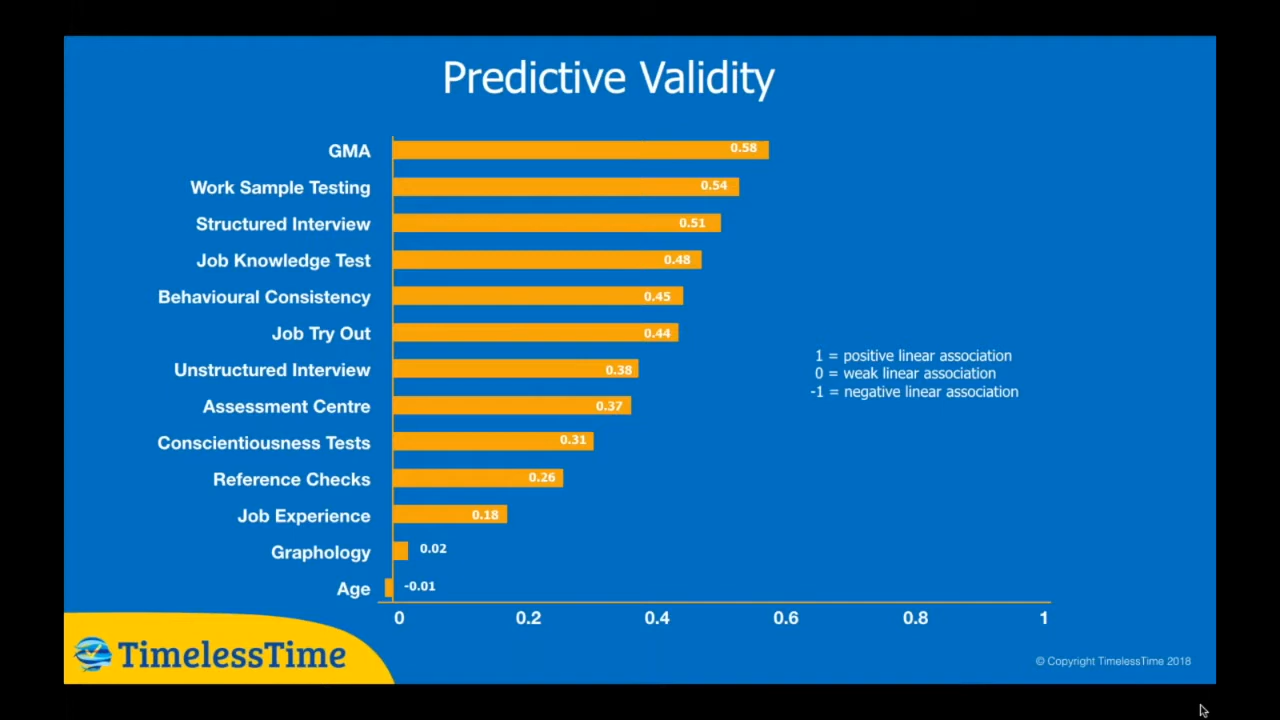 Predictive Validity
GMA 0.58
Work Sample Testing 0.54
Structured Interview 0.51
Job Knowledge Test 0.48
Behavioural Consistency 0.45
Job Try Out 0.44
Unstructured Interview 0.38
1 = positive linear association
0 = weak linear association
-1 = negative linear association
Assessment Centre 0.37
Conscientiousness Tests 0.31
Reference Checks 0.26
Job Experience 0.18
Graphology 0.02
Age -0.01
0 0.2 0.4 0.6 0.8 1
TimelessTime
© Copyright TimelessTime 2018